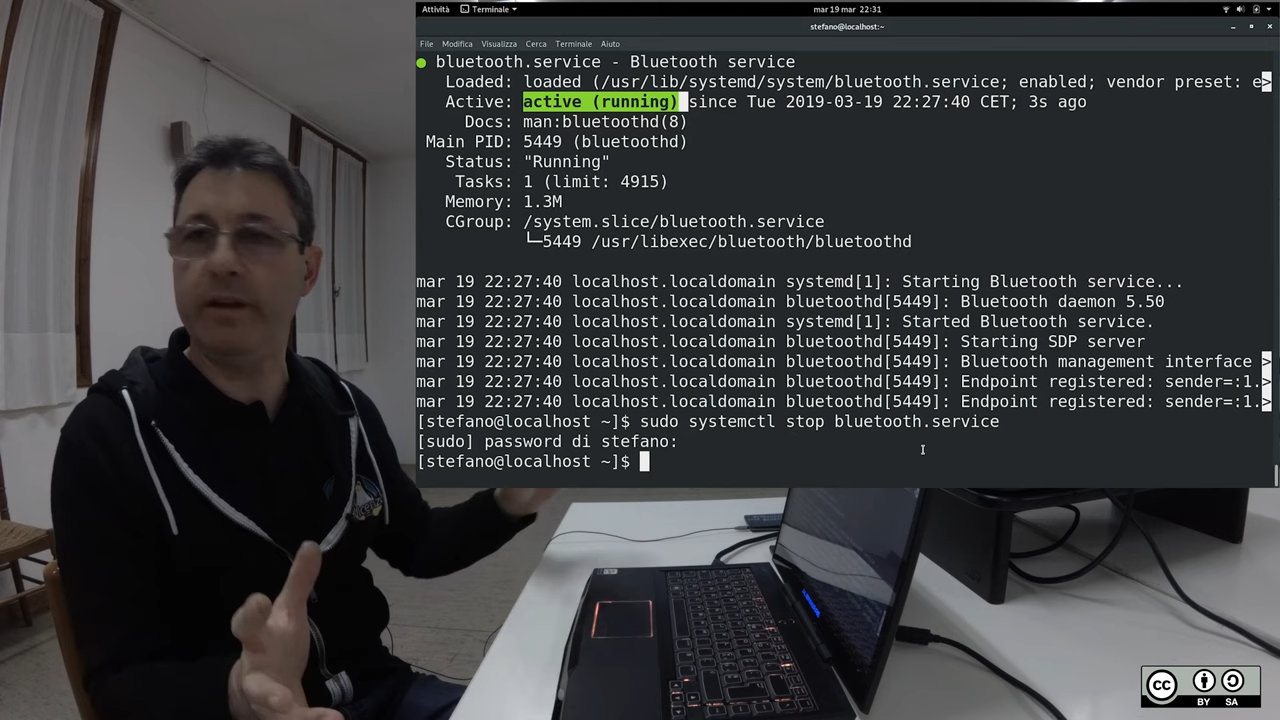 Attività
Terminale
mar 19 mar 22:31
stefano@localhost:~
File Modifica Visualizza Cerca Terminale Aiuto
● bluetooth.service - Bluetooth service
Loaded: loaded (/usr/lib/systemd/system/bluetooth.service; enabled; vendor preset: e>
Active: active (running) since Tue 2019-03-19 22:27:40 CET; 3s ago
Docs: man:bluetoothd(8)
Main PID: 5449 (bluetoothd)
Status: "Running"
Tasks: 1 (limit: 4915)
Memory: 1.3M
CGroup: /system.slice/bluetooth.service
└─5449 /usr/libexec/bluetooth/bluetoothd
mar 19 22:27:40 localhost.localdomain systemd[1]: Starting Bluetooth service...
mar 19 22:27:40 localhost.localdomain bluetoothd[5449]: Bluetooth daemon 5.50
mar 19 22:27:40 localhost.localdomain systemd[1]: Started Bluetooth service.
mar 19 22:27:40 localhost.localdomain bluetoothd[5449]: Starting SDP server
mar 19 22:27:40 localhost.localdomain bluetoothd[5449]: Bluetooth management interface >
mar 19 22:27:40 localhost.localdomain bluetoothd[5449]: Endpoint registered: sender=:1.>
mar 19 22:27:40 localhost.localdomain bluetoothd[5449]: Endpoint registered: sender=:1.>
[stefano@localhost ~]$ sudo systemctl stop bluetooth.service
[sudo] password di stefano:
[stefano@localhost ~]$
cc
BY SA